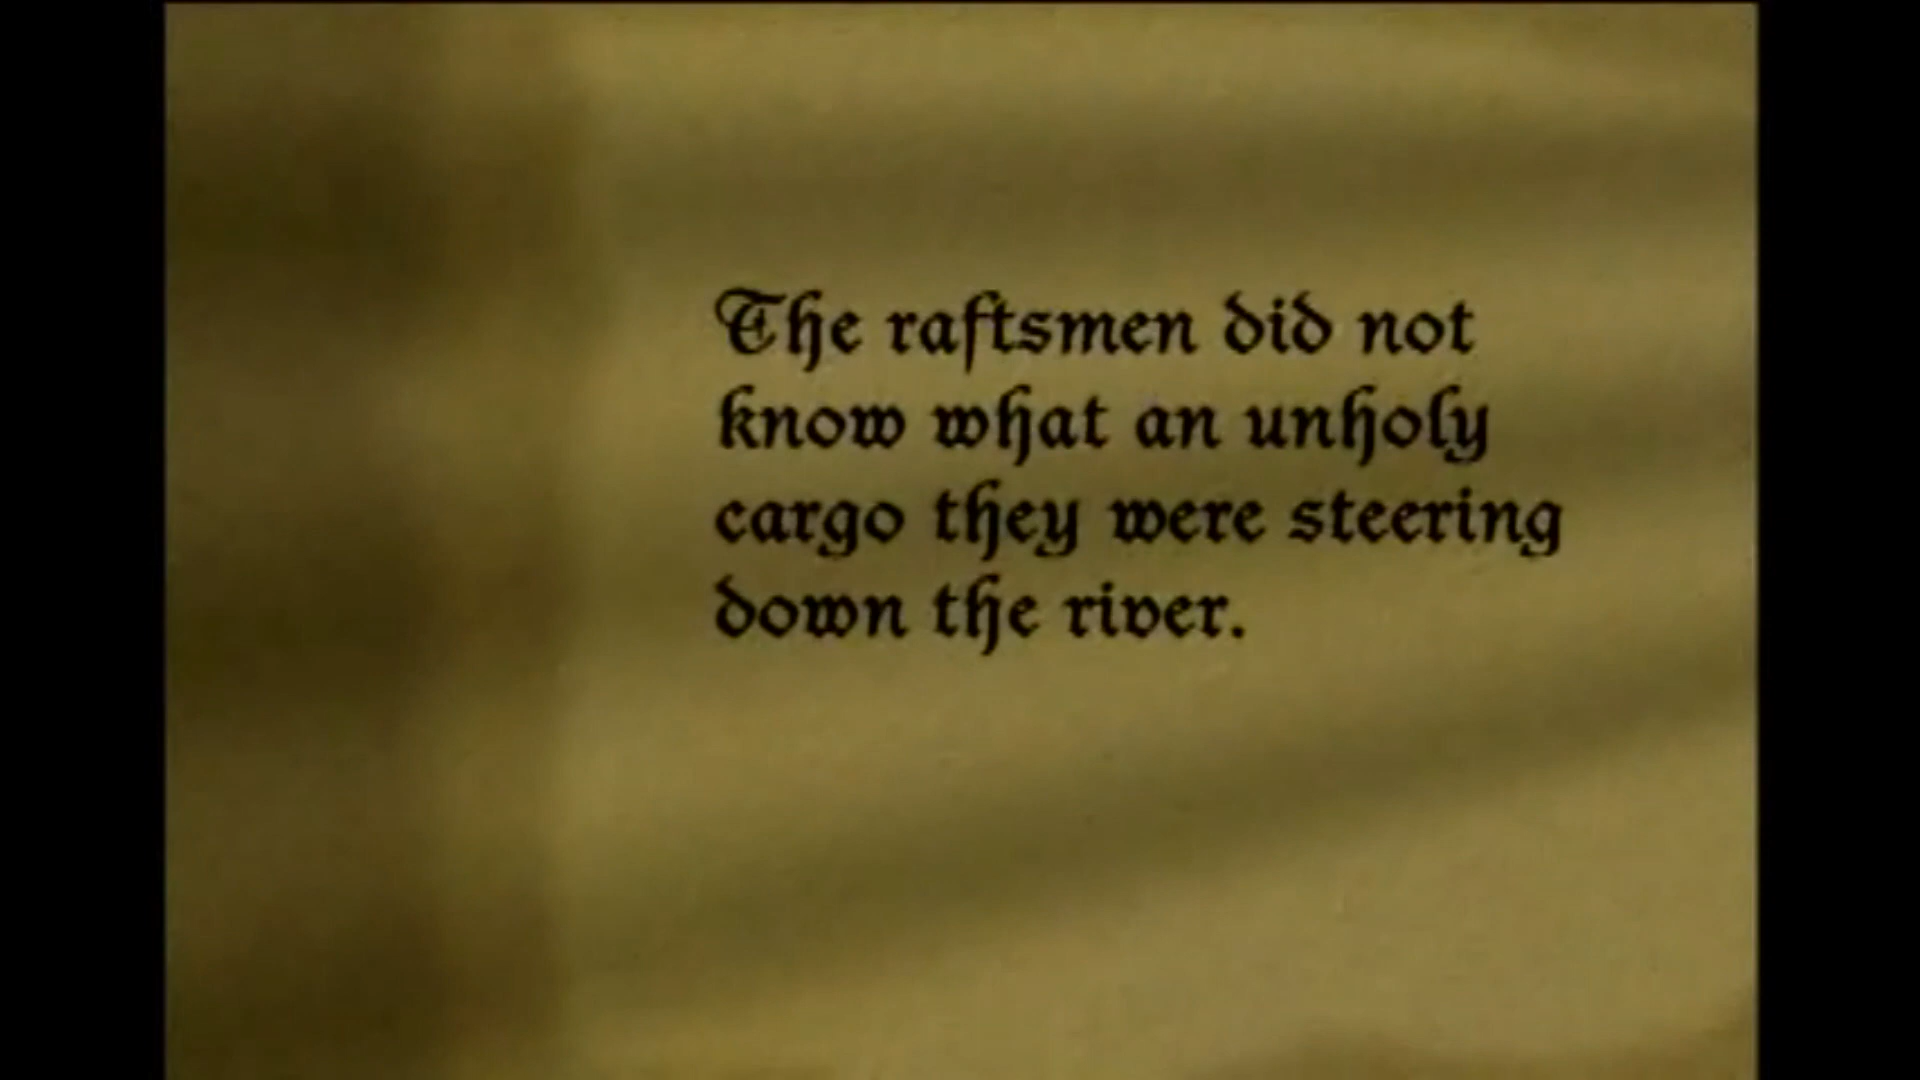 The raftsmen did not
know what an unholy
cargo they were steering
down the river.